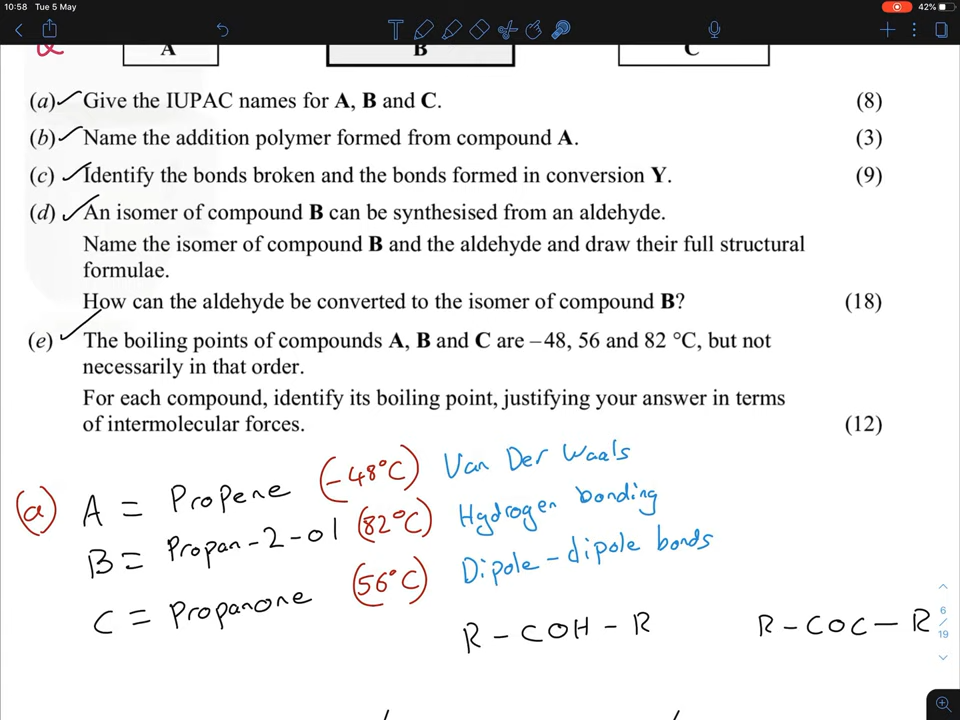 10:58 Tue 5 May
42%
A
B
C
(a) Give the IUPAC names for A, B and C. (8)
(b) Name the addition polymer formed from compound A. (3)
(c) Identify the bonds broken and the bonds formed in conversion Y. (9)
(d) An isomer of compound B can be synthesised from an aldehyde.
Name the isomer of compound B and the aldehyde and draw their full structural
formulae.
How can the aldehyde be converted to the isomer of compound B? (18)
(e) The boiling points of compounds A, B and C are –48, 56 and 82 °C, but not
necessarily in that order.
For each compound, identify its boiling point, justifying your answer in terms
of intermolecular forces. (12)
(a) A = Propene (-48°C) Van Der Waals
B = Propan-2-ol (82°C) Hydrogen bonding
C = Propanone (56°C) Dipole-dipole bonds
R - COH - R R - COC - R
6
/
19